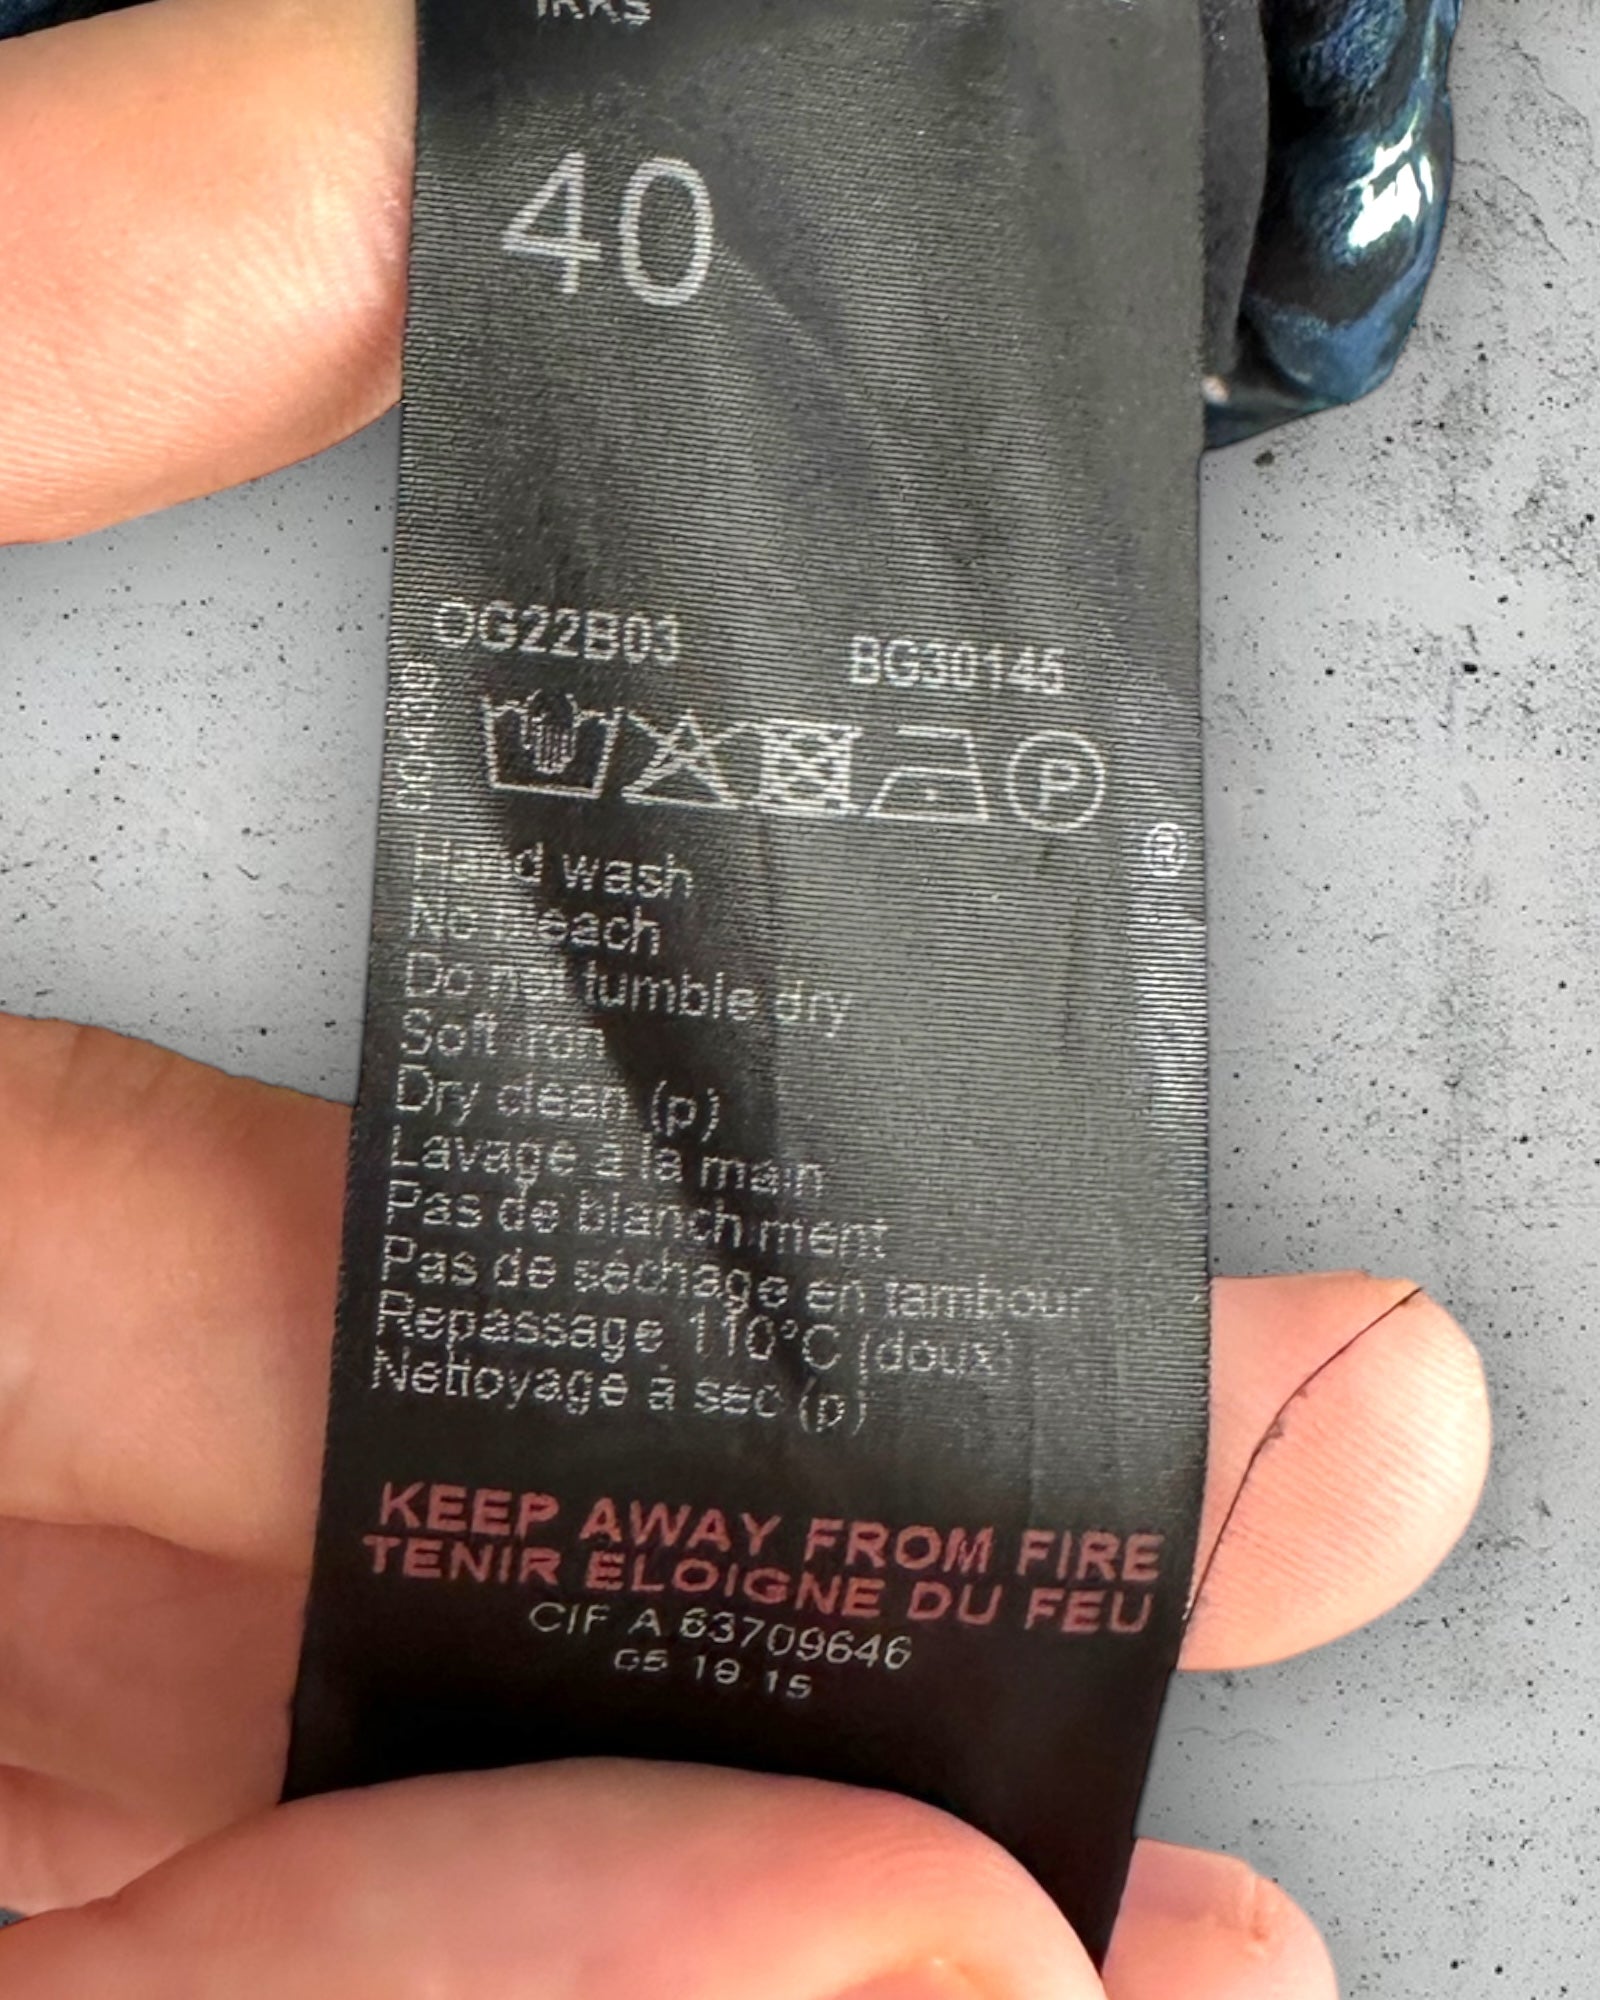 IKKS
40
OG22B03 BG30145
P
®
Hand wash
No bleach
Do not tumble dry
Soft iron
Dry clean (p)
Lavage à la main
Pas de blanchiment
Pas de séchage en tambour
Repassage 110°C (doux)
Nettoyage à sec (p)
KEEP AWAY FROM FIRE
TENIR ELOIGNE DU FEU
CIF A 63709646
05 18 15